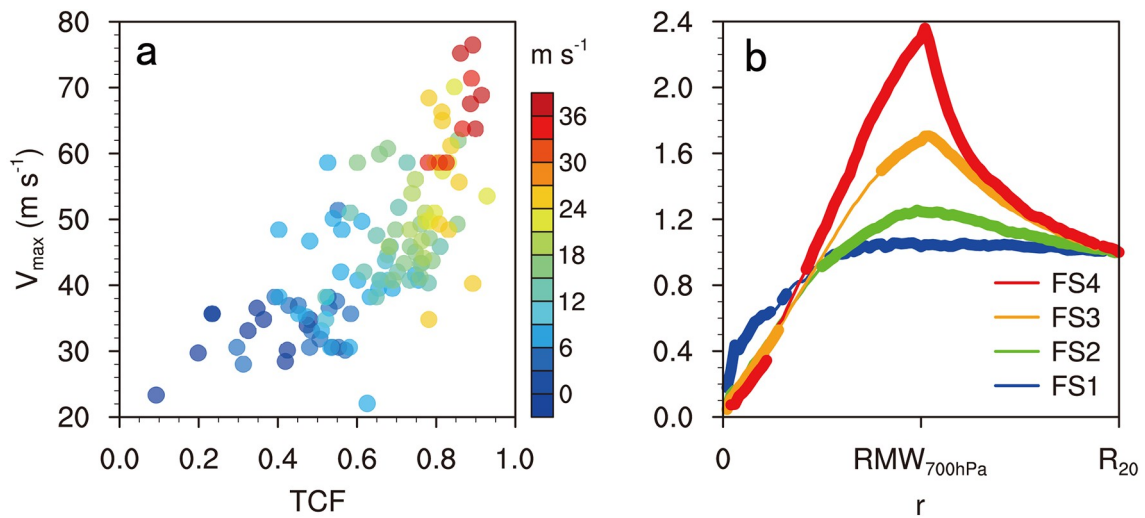 a
V_max (m s⁻¹)
80
70
60
50
40
30
20
0.0 0.2 0.4 0.6 0.8 1.0
TCF
m s⁻¹
36
30
24
18
12
6
0
b
2.4
2.0
1.6
1.2
0.8
0.4
0.0
FS4
FS3
FS2
FS1
0 RMW_700hPa R_20
r